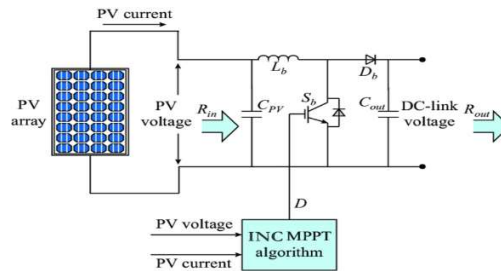 PV current
PV
array
PV
voltage
R_in
C_PV
L_b
S_b
D_b
C_out
DC-link
voltage
R_out
D
PV voltage
PV current
INC MPPT
algorithm